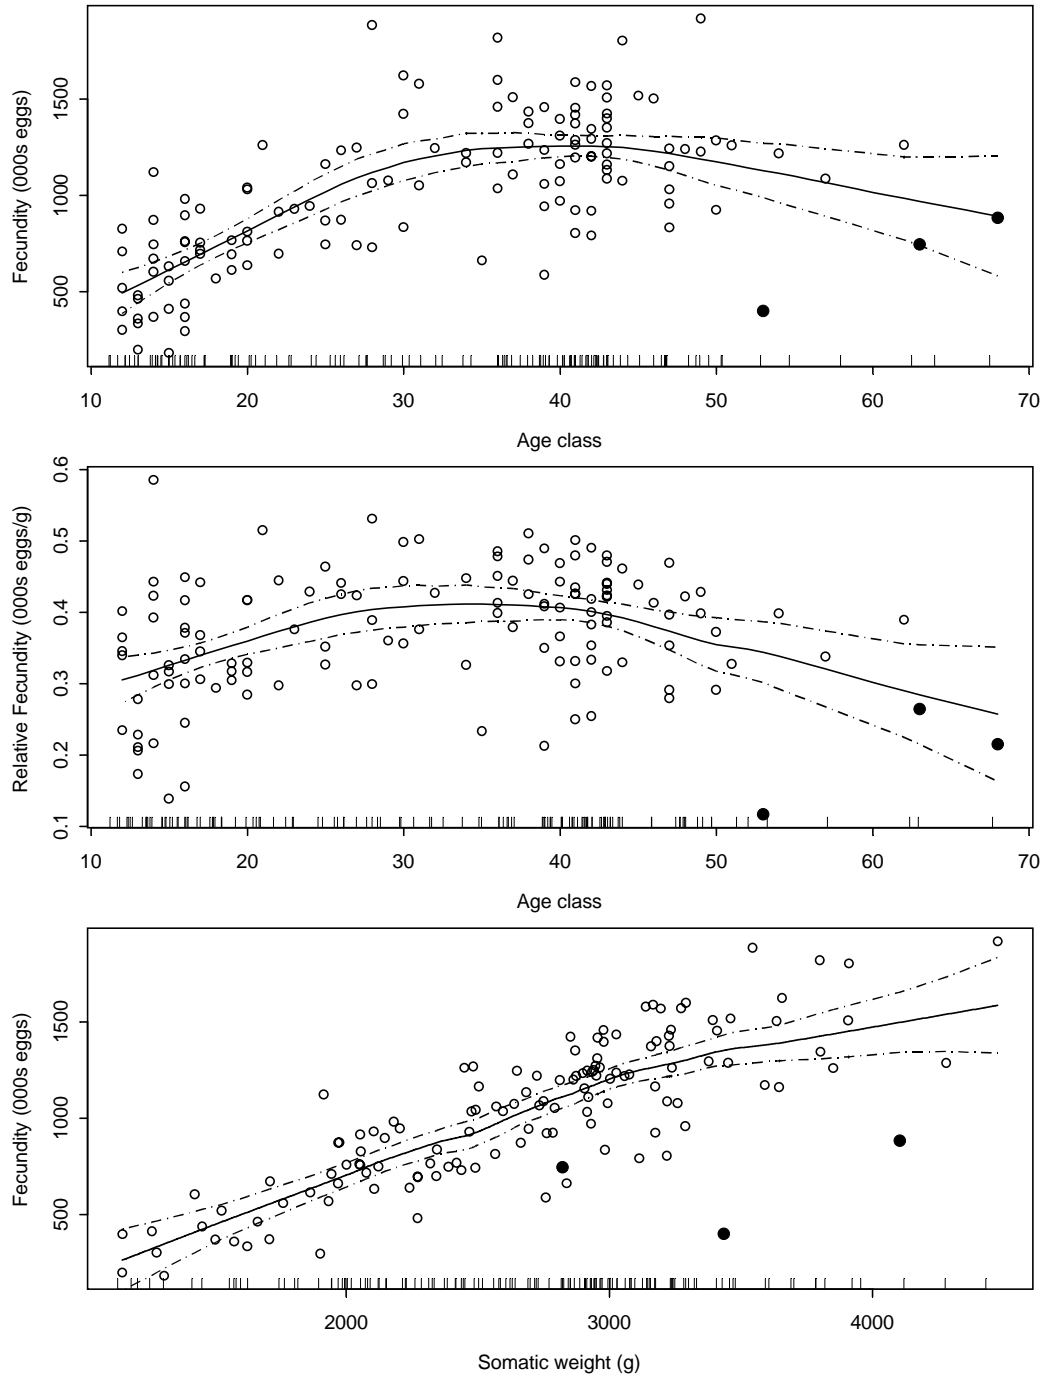 Fecundity (000s eggs)
1500
1000
500
10 20 30 40 50 60 70
Age class
Relative Fecundity (000s eggs/g)
0.6
0.5
0.4
0.3
0.2
0.1
10 20 30 40 50 60 70
Age class
Fecundity (000s eggs)
1500
1000
500
2000 3000 4000
Somatic weight (g)